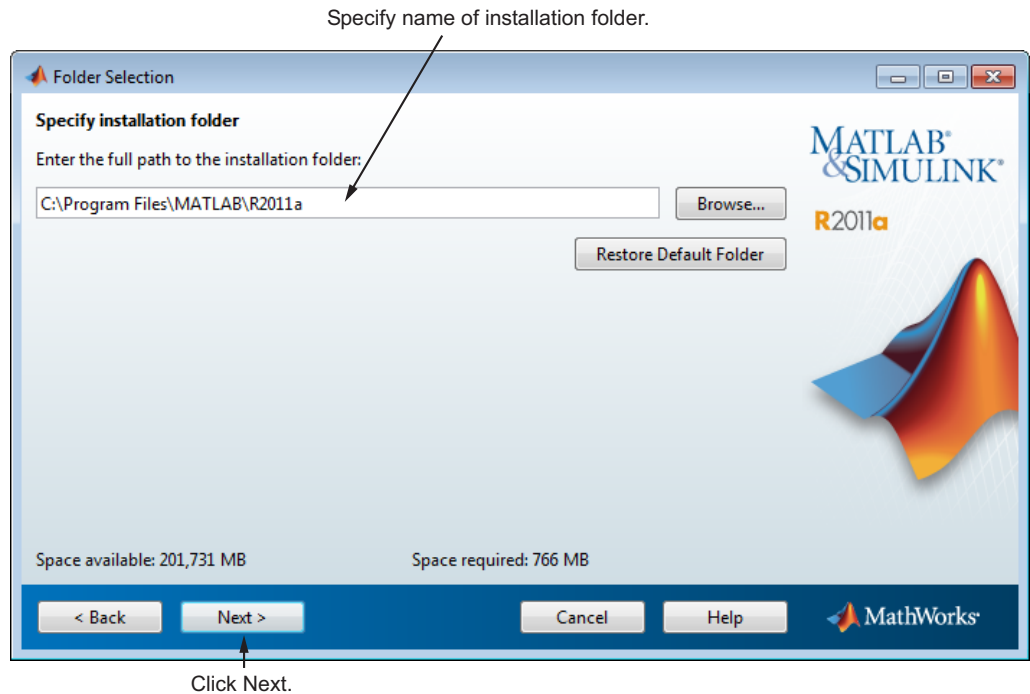 Specify name of installation folder.
Folder Selection
Specify installation folder
Enter the full path to the installation folder:
C:\Program Files\MATLAB\R2011a
Browse...
Restore Default Folder
MATLAB®
&SIMULINK®
R2011a
Space available: 201,731 MB
Space required: 766 MB
< Back
Next >
Cancel
Help
MathWorks®
Click Next.